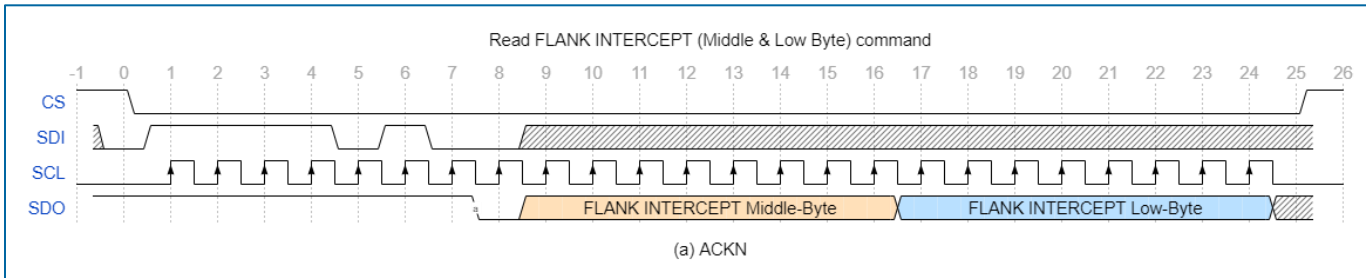 Read FLANK INTERCEPT (Middle & Low Byte) command
-1 0 1 2 3 4 5 6 7 8 9 10 11 12 13 14 15 16 17 18 19 20 21 22 23 24 25 26
CS
SDI
SCL
SDO a FLANK INTERCEPT Middle-Byte FLANK INTERCEPT Low-Byte
(a) ACKN